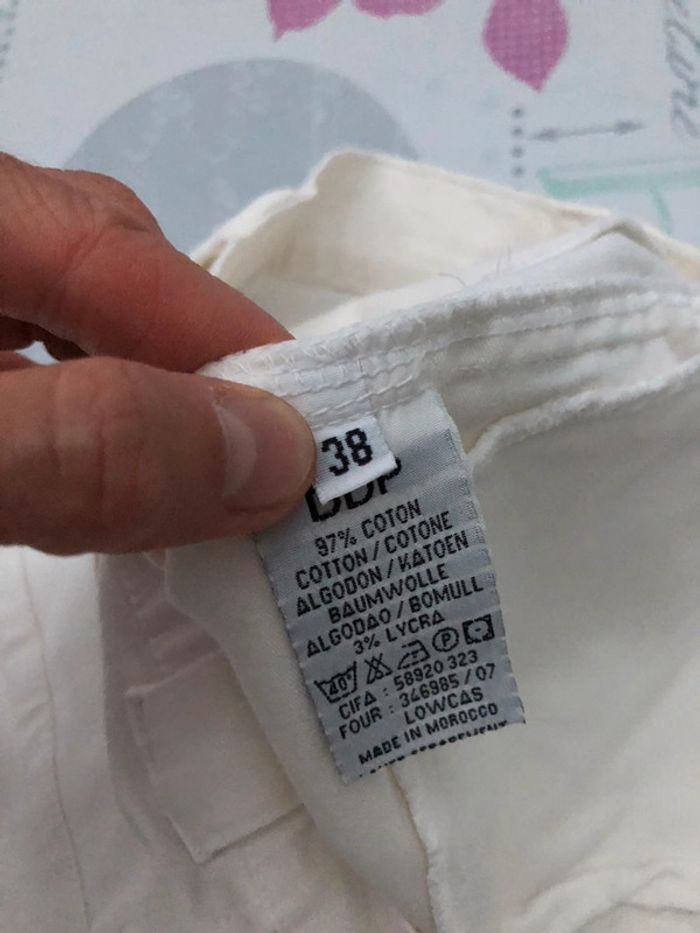 38
DDP
97% COTON
COTTON / COTONE
ALGODON / KATOEN
BAUMWOLLE
ALGODAO / BOMULL
3% LYCRA
40°
P
CIFA : 58920 323
FOUR : 346985 / 07
LOWCAS
MADE IN MOROCCO